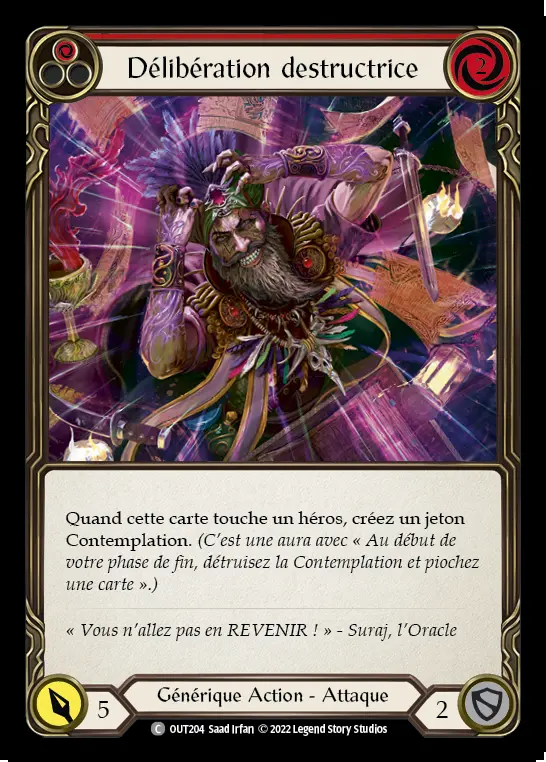 Délibération destructrice
2
Quand cette carte touche un héros, créez un jeton
Contemplation. (C'est une aura avec « Au début de
votre phase de fin, détruisez la Contemplation et piochez
une carte ».)
« Vous n'allez pas en REVENIR ! » - Suraj, l'Oracle
5
Générique Action - Attaque
2
C OUT204 Saad Irfan © 2022 Legend Story Studios